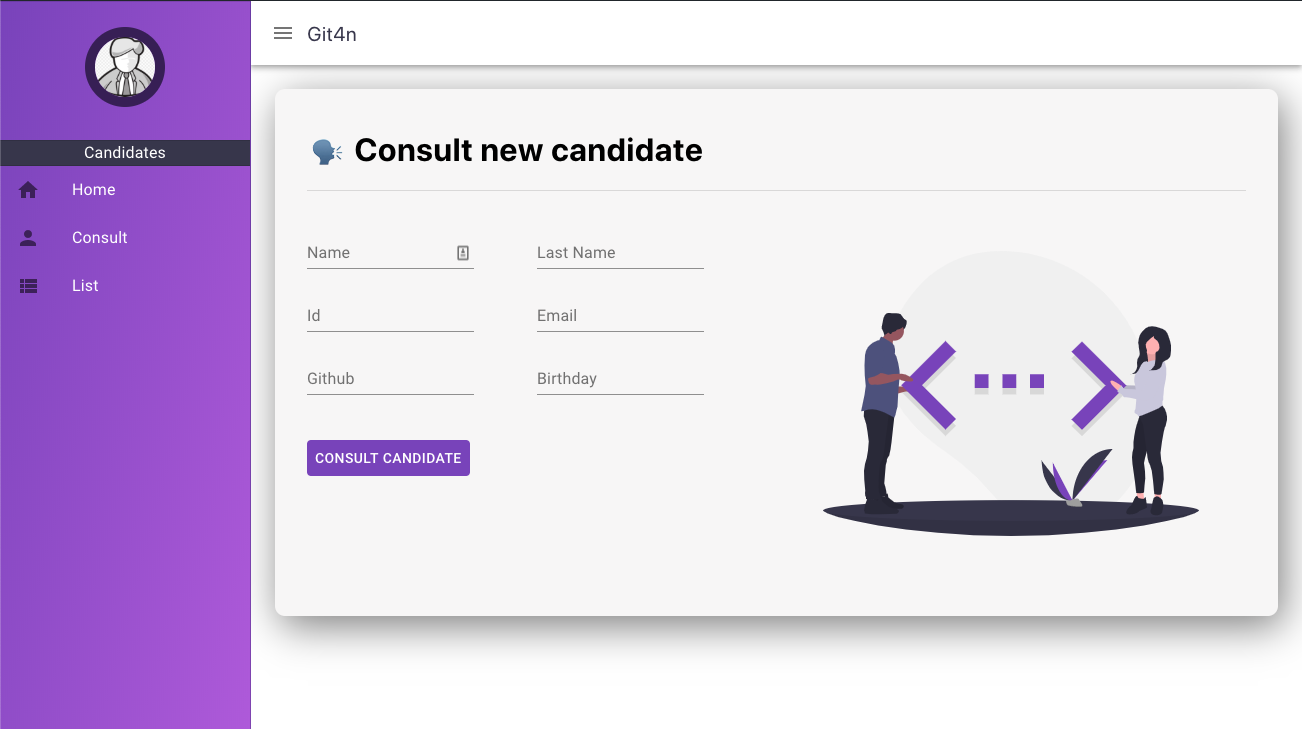 Git4n
Candidates
Home
Consult
List
Consult new candidate
Name
Last Name
Id
Email
Github
Birthday
CONSULT CANDIDATE